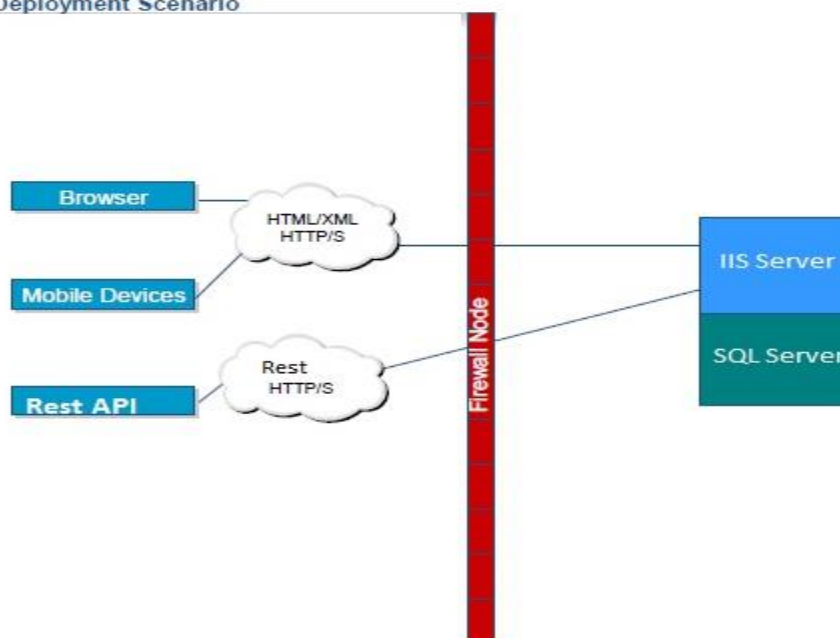 Deployment Scenario
Browser
HTML/XML
HTTP/S
Mobile Devices
Rest
HTTP/S
Rest API
Firewall Node
IIS Server
SQL Server